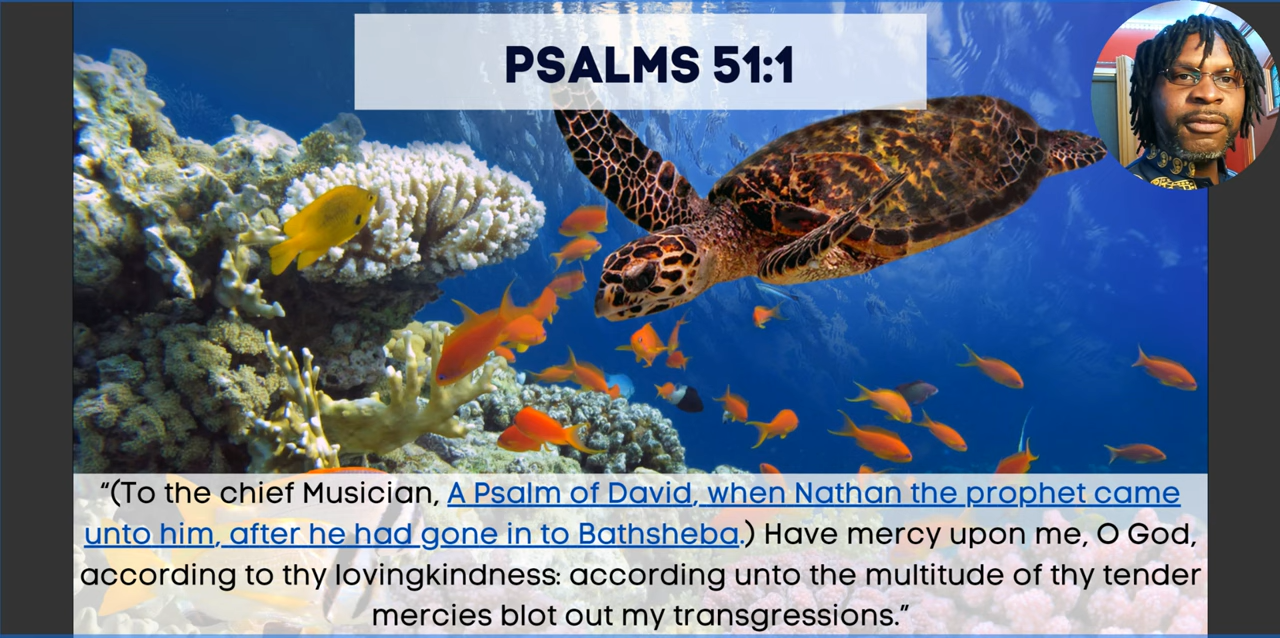 PSALMS 51:1
“(To the chief Musician, A Psalm of David, when Nathan the prophet came
unto him, after he had gone in to Bathsheba.) Have mercy upon me, O God,
according to thy lovingkindness: according unto the multitude of thy tender
mercies blot out my transgressions.”